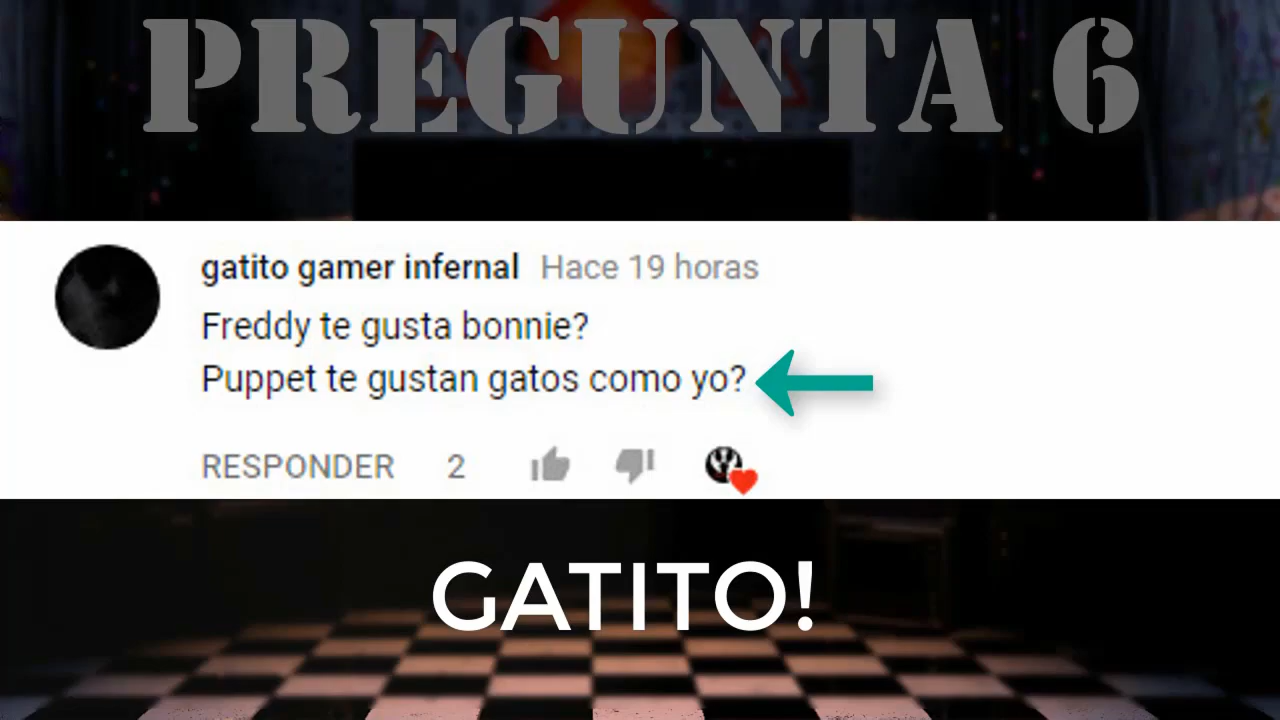 PREGUNTA 6
gatito gamer infernal Hace 19 horas
Freddy te gusta bonnie?
Puppet te gustan gatos como yo?
RESPONDER 2
GATITO!